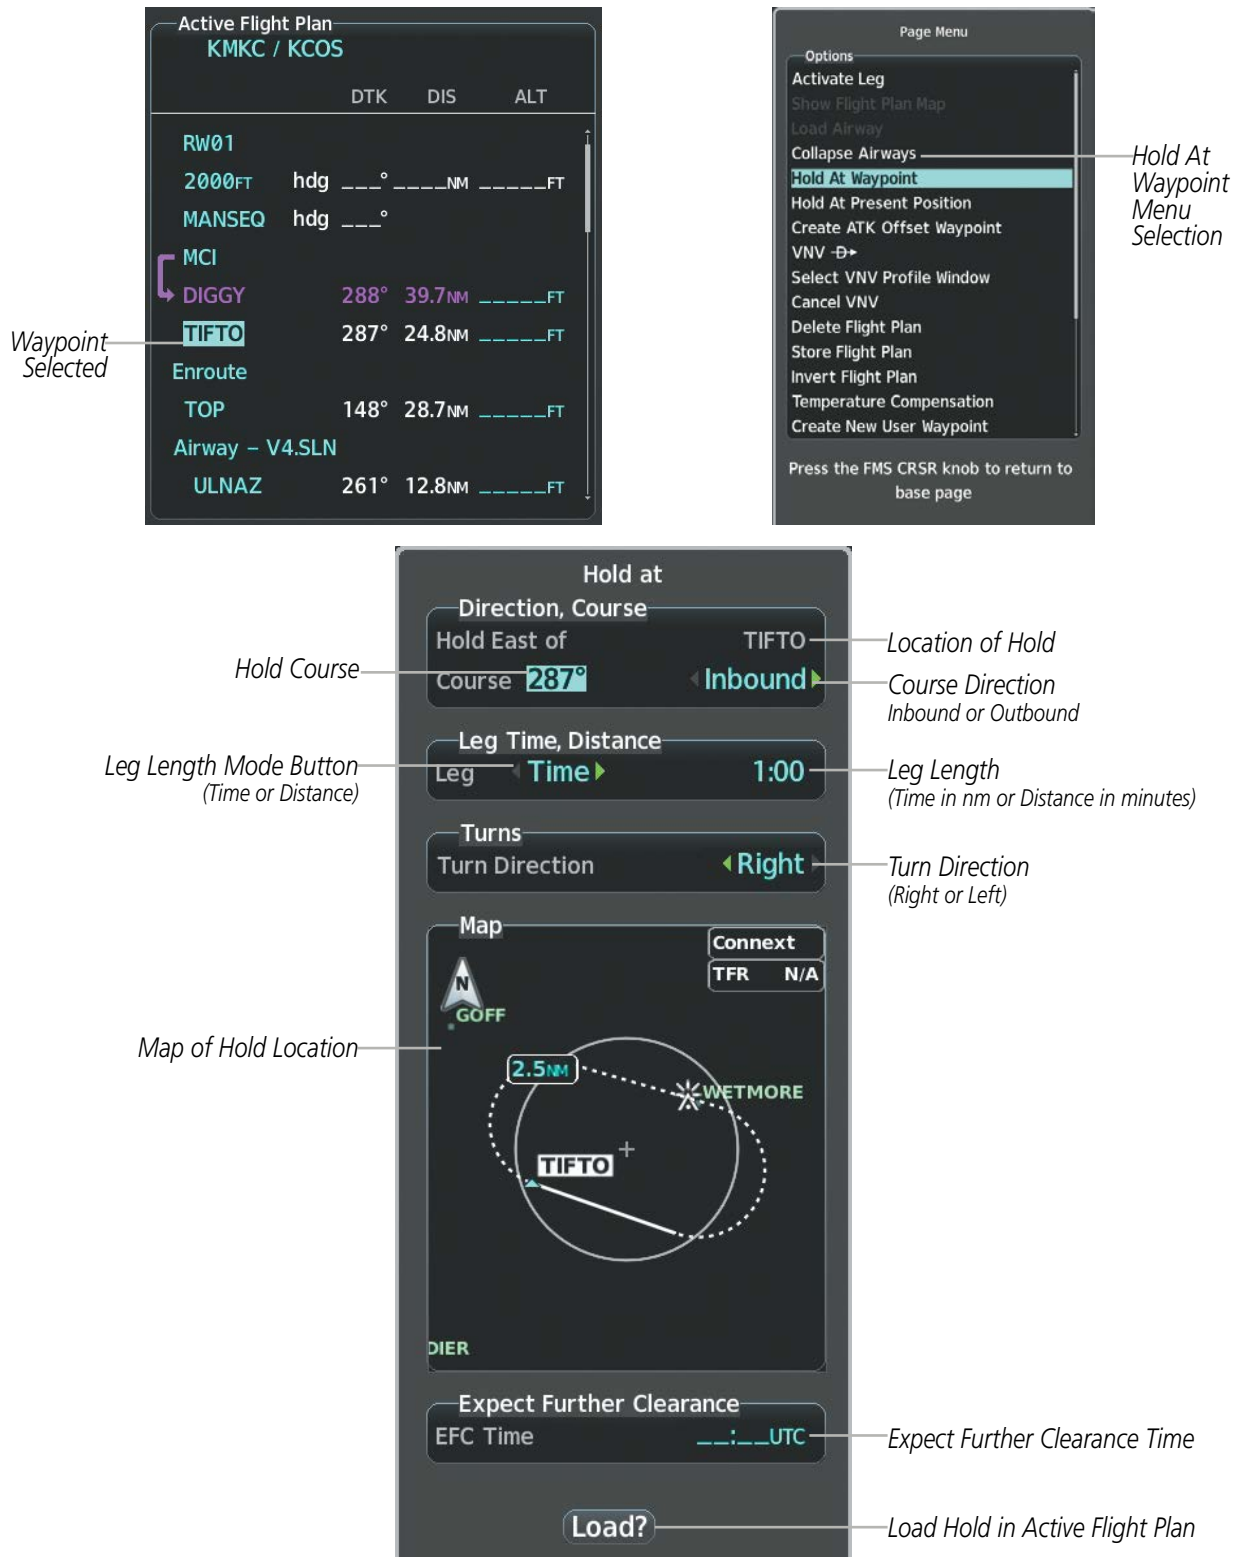 Active Flight Plan
KMKC / KCOS
DTK DIS ALT
RW01
2000FT hdg ___° ____NM _____FT
MANSEQ hdg ___°
MCI
DIGGY 288° 39.7NM _____FT
TIFTO 287° 24.8NM _____FT
Enroute
TOP 148° 28.7NM _____FT
Airway – V4.SLN
ULNAZ 261° 12.8NM _____FT
Waypoint
Selected
Page Menu
Options
Activate Leg
Show Flight Plan Map
Load Airway
Collapse Airways
Hold At Waypoint
Hold At Present Position
Create ATK Offset Waypoint
VNV D
Select VNV Profile Window
Cancel VNV
Delete Flight Plan
Store Flight Plan
Invert Flight Plan
Temperature Compensation
Create New User Waypoint
Press the FMS CRSR knob to return to
base page
Hold At
Waypoint
Menu
Selection
Hold at
Direction, Course
Hold East of TIFTO
Course 287° Inbound
Hold Course
Location of Hold
Course Direction
Inbound or Outbound
Leg Time, Distance
Leg Time 1:00
Leg Length Mode Button
(Time or Distance)
Leg Length
(Time in nm or Distance in minutes)
Turns
Turn Direction Right
Turn Direction
(Right or Left)
Map
Connext
TFR N/A
N
GOFF
2.5NM
WETMORE
TIFTO
DIER
Map of Hold Location
Expect Further Clearance
EFC Time __:__UTC
Expect Further Clearance Time
Load?
Load Hold in Active Flight Plan